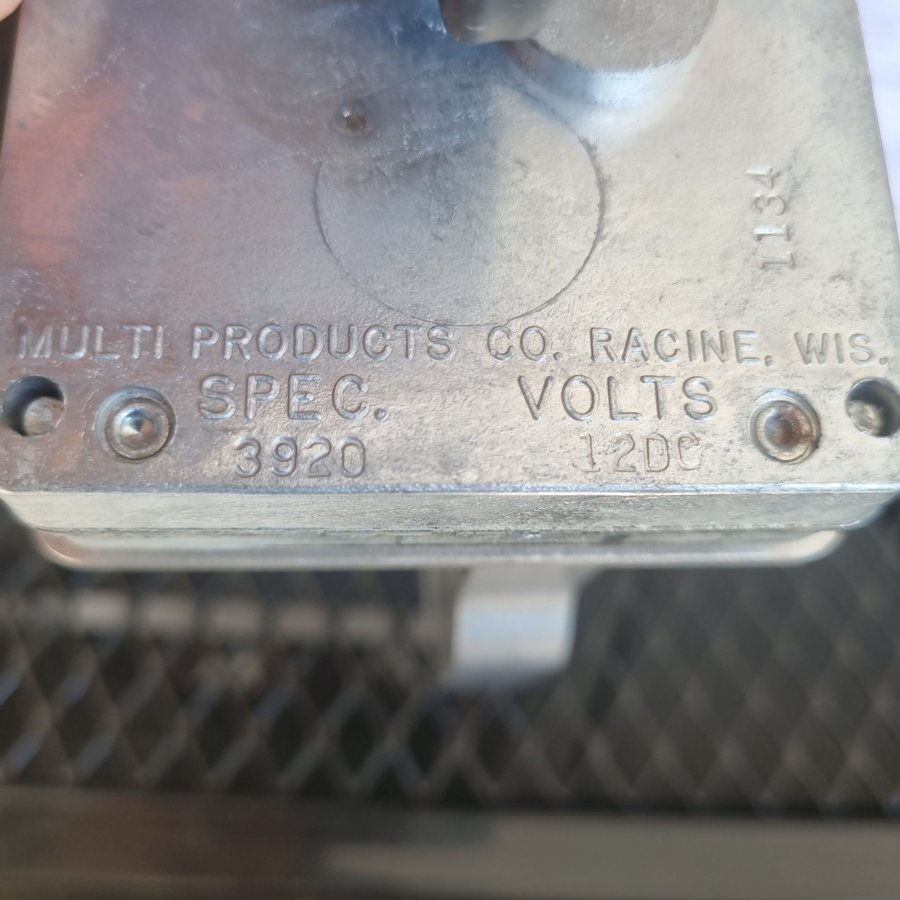 1134
MULTI PRODUCTS CO. RACINE, WIS.
SPEC. VOLTS
3920 12DC